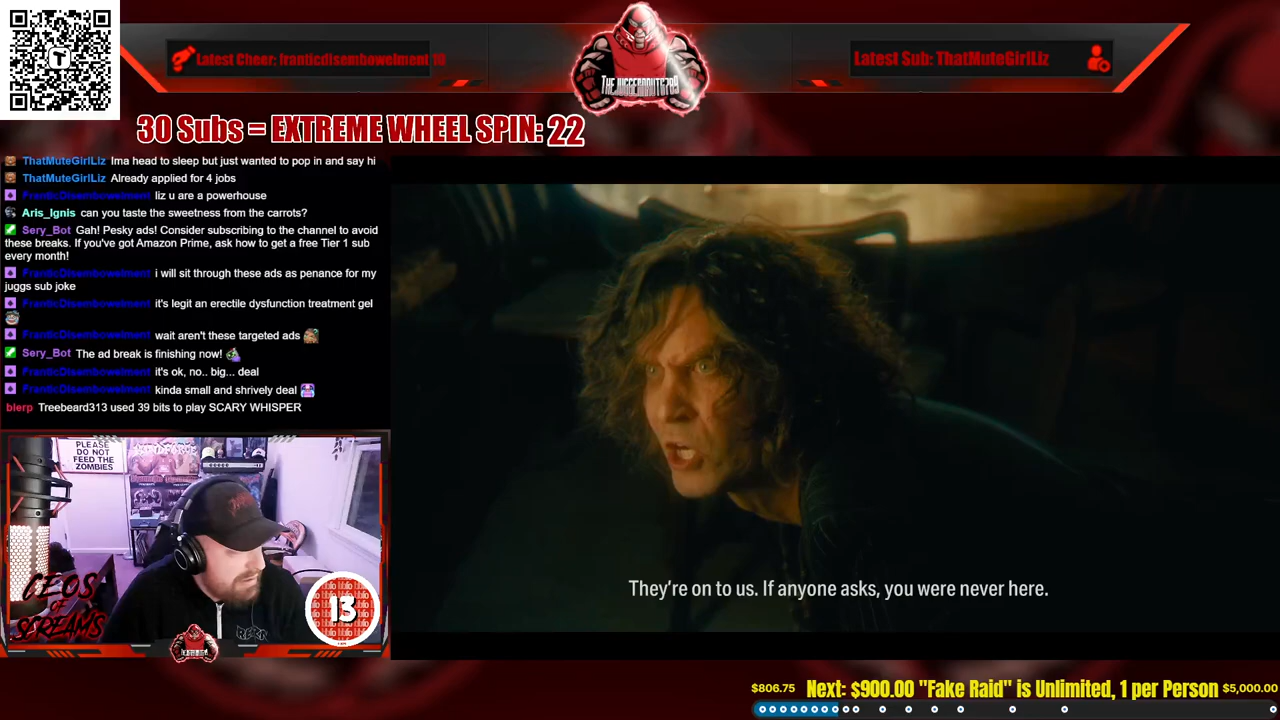 Latest Cheer: franticdisembowelment 10
THEJUGGERNAUT6789
Latest Sub: ThatMuteGirlLiz
30 Subs = EXTREME WHEEL SPIN: 22
ThatMuteGirlLiz Ima head to sleep but just wanted to pop in and say hi
ThatMuteGirlLiz Already applied for 4 jobs
FranticDisembowelment liz u are a powerhouse
Aris_Ignis can you taste the sweetness from the carrots?
Sery_Bot Gah! Pesky ads! Consider subscribing to the channel to avoid
these breaks. If you've got Amazon Prime, ask how to get a free Tier 1 sub
every month!
FranticDisembowelment i will sit through these ads as penance for my
juggs sub joke
FranticDisembowelment it's legit an erectile dysfunction treatment gel
FranticDisembowelment wait aren't these targeted ads
Sery_Bot The ad break is finishing now!
FranticDisembowelment it's ok, no.. big... deal
FranticDisembowelment kinda small and shrively deal
blerp Treebeard313 used 39 bits to play SCARY WHISPER
PLEASE
DO NOT
FEED THE
ZOMBIES
CEOS
OF
SCREAMS
13
They're on to us. If anyone asks, you were never here.
$806.75 Next: $900.00 "Fake Raid" is Unlimited, 1 per Person $5,000.00